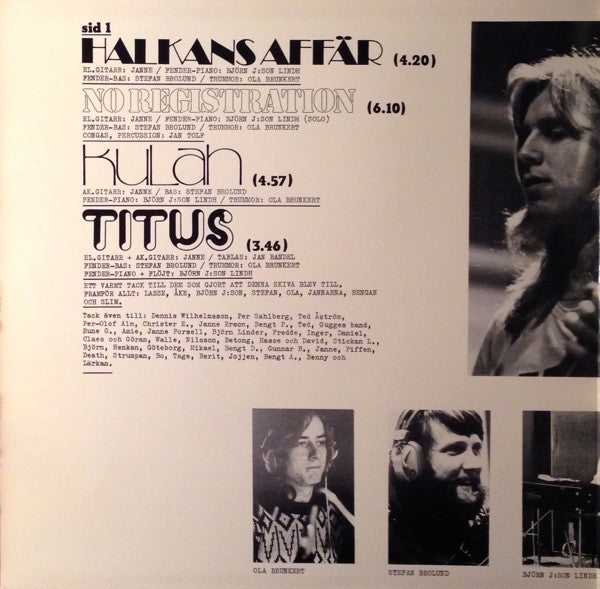 sid 1
HALKANS AFFÄR (4.20)
EL.GITARR: JANNE / FENDER-PIANO: BJÖRN J:SON LINDH
FENDER-BAS: STEFAN BROLUND / TRUMMOR: OLA BRUNKERT
NO REGISTRATION (6.10)
EL.GITARR: JANNE / FENDER-PIANO: BJÖRN J:SON LINDH (SOLO)
FENDER-BAS: STEFAN BROLUND / TRUMMOR: OLA BRUNKERT
CONGAS, PERCUSSION: JAN TOLF
KULAh (4.57)
AK.GITARR: JANNE / BAS: STEFAN BROLUND
FENDER-PIANO: BJÖRN J:SON LINDH / TRUMMOR: OLA BRUNKERT
TITUS (3.46)
EL.GITARR + AK.GITARR: JANNE / TABLAS: JAN BANDEL
FENDER-BAS: STEFAN BROLUND / TRUMMOR: OLA BRUNKERT
FENDER-PIANO + FLÖJT: BJÖRN J:SON LINDH
ETT VARMT TACK TILL DEM SOM GJORT ATT DENNA SKIVA BLEV TILL.
FRAMFÖR ALLT: LASSE, ÅKE, BJÖRN J:SON, STEFAN, OLA, JANNARNA, BENGAN
OCH SLIM.
Tack även till: Dennis Wilhelmsson, Per Sahlberg, Ted Åström,
Per-Olof Aln, Christer E., Janne Erson, Bengt P., Ted, Gugges band,
Rune G., Amie, Janne Forsell, Björn Linder, Fredde, Inger, Daniel,
Claes och Göran, Walle, Nilsson, Betong, Hasse och David, Stickan L.,
Björn, Henkan, Göteborg, Mikael, Bengt D., Gunnar B., Janne, Piffen,
Death, Strumpan, Bo, Tage, Berit, Jojjen, Bengt A., Benny och
Lärkan.
OLA BRUNKERT
STEFAN BROLUND
BJÖRN J:SON LINDH